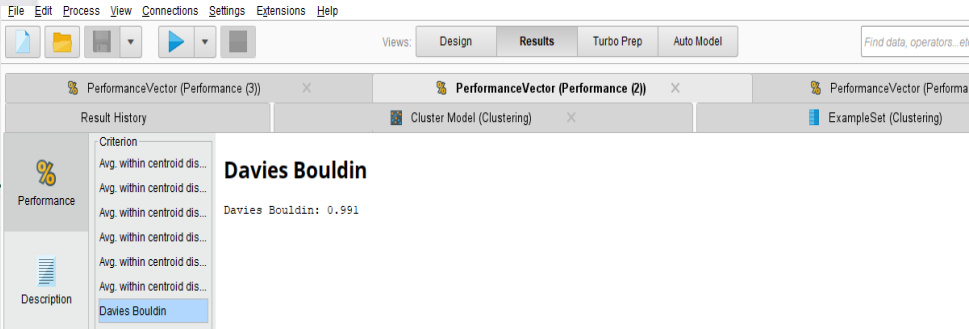 File Edit Process View Connections Settings Extensions Help
Views: Design Results Turbo Prep Auto Model Find data, operators...etc
PerformanceVector (Performance (3)) PerformanceVector (Performance (2)) PerformanceVector (Performa
Result History Cluster Model (Clustering) ExampleSet (Clustering)
Criterion
% Performance
Description
Avg. within centroid dis...
Avg. within centroid dis...
Avg. within centroid dis...
Avg. within centroid dis...
Avg. within centroid dis...
Avg. within centroid dis...
Davies Bouldin
Davies Bouldin
Davies Bouldin: 0.991